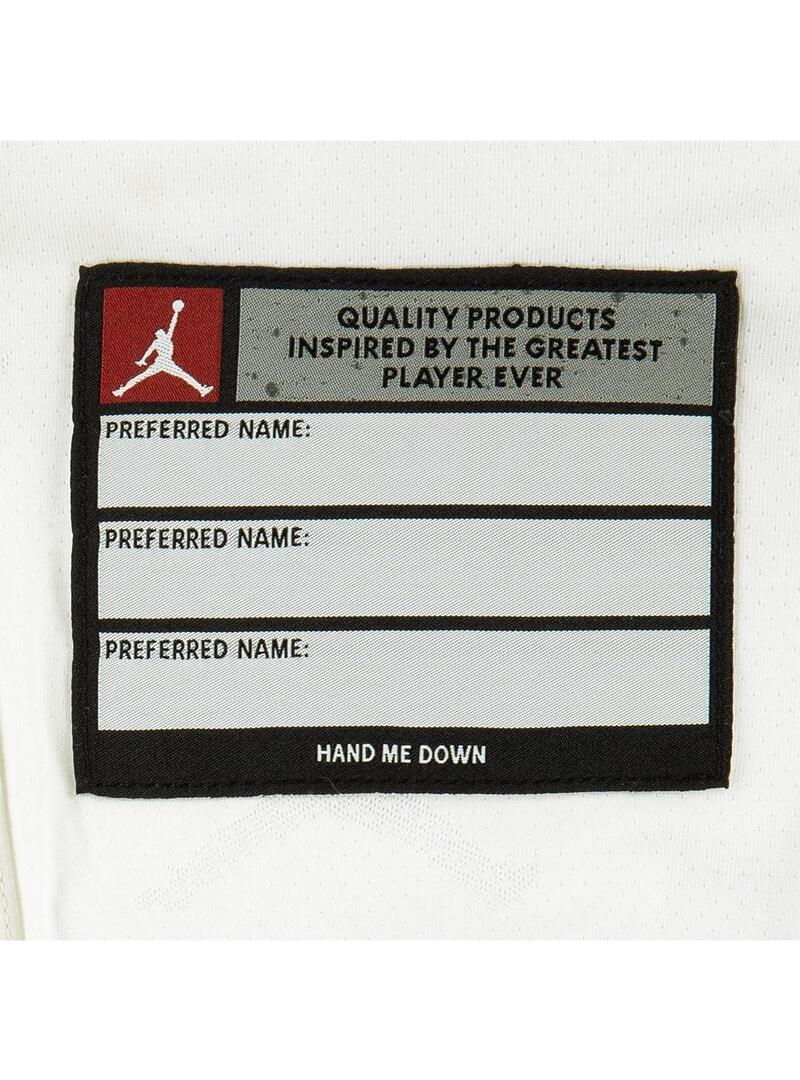 QUALITY PRODUCTS
INSPIRED BY THE GREATEST
PLAYER EVER
PREFERRED NAME:
PREFERRED NAME:
PREFERRED NAME:
HAND ME DOWN